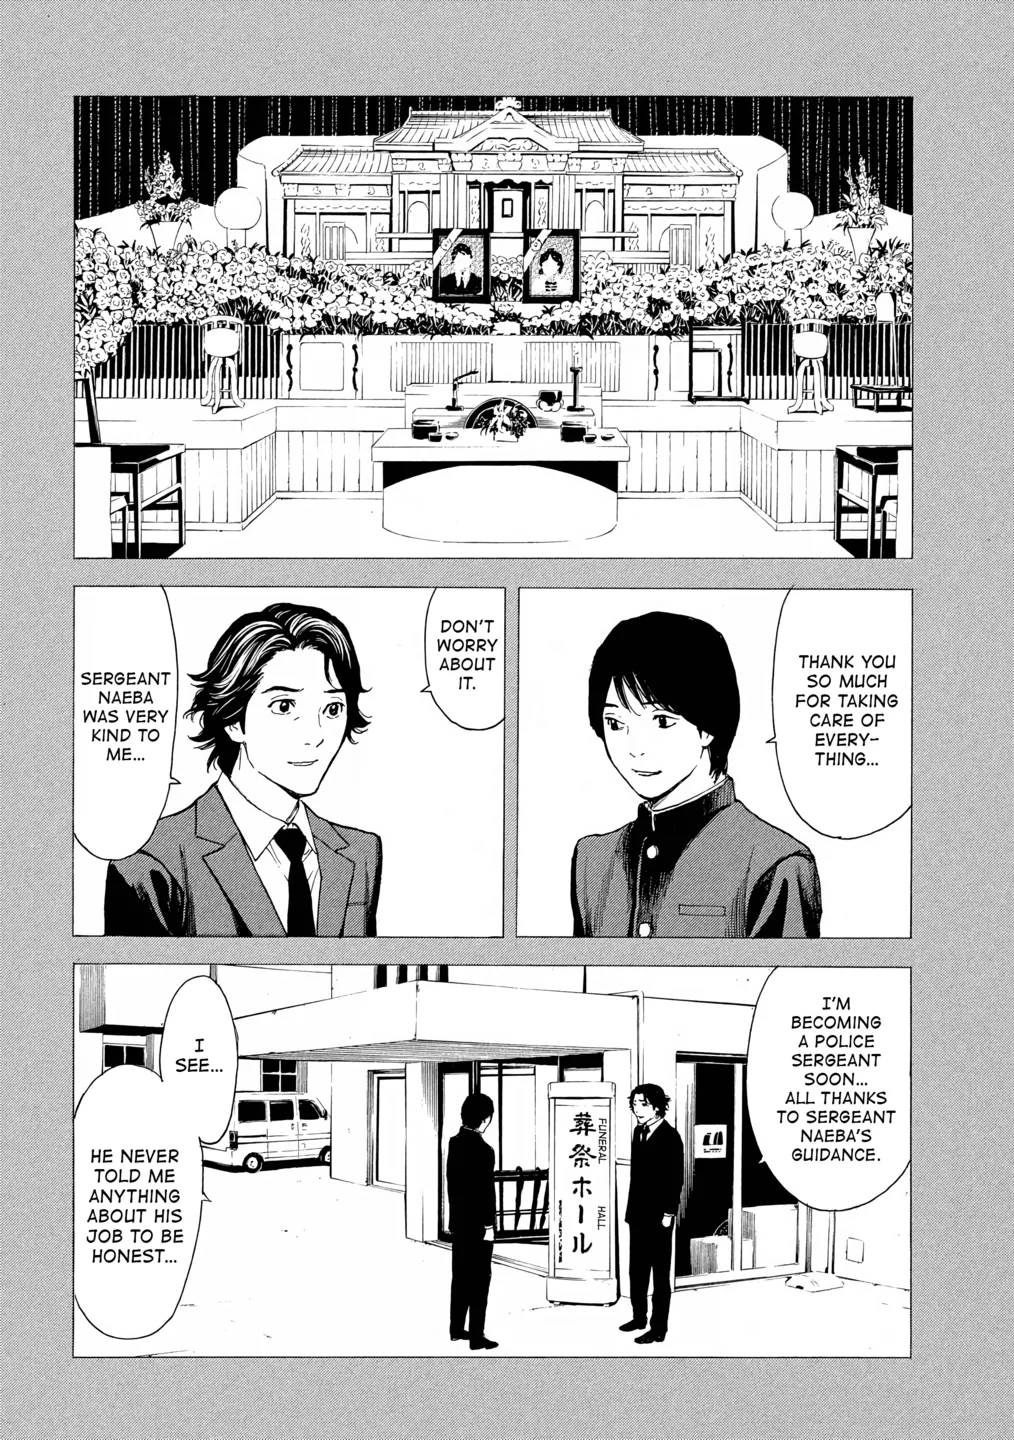 THANK YOU
SO MUCH
FOR TAKING
CARE OF
EVERY-
THING...
DON'T
WORRY
ABOUT
IT.
SERGEANT
NAEBA
WAS VERY
KIND TO
ME...
I'M
BECOMING
A POLICE
SERGEANT
SOON...
ALL THANKS
TO SERGEANT
NAEBA'S
GUIDANCE.
FUNERAL HALL
葬祭ホール
I
SEE...
HE NEVER
TOLD ME
ANYTHING
ABOUT HIS
JOB TO BE
HONEST...